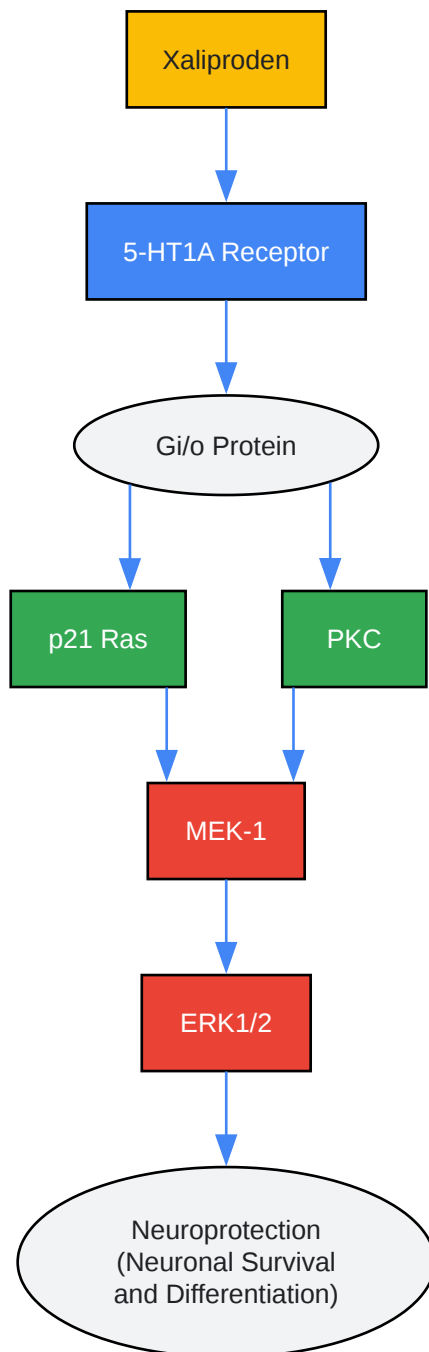 Xaliproden
5-HT1A Receptor
Gi/o Protein
p21 Ras
PKC
MEK-1
ERK1/2
Neuroprotection
(Neuronal Survival
and Differentiation)